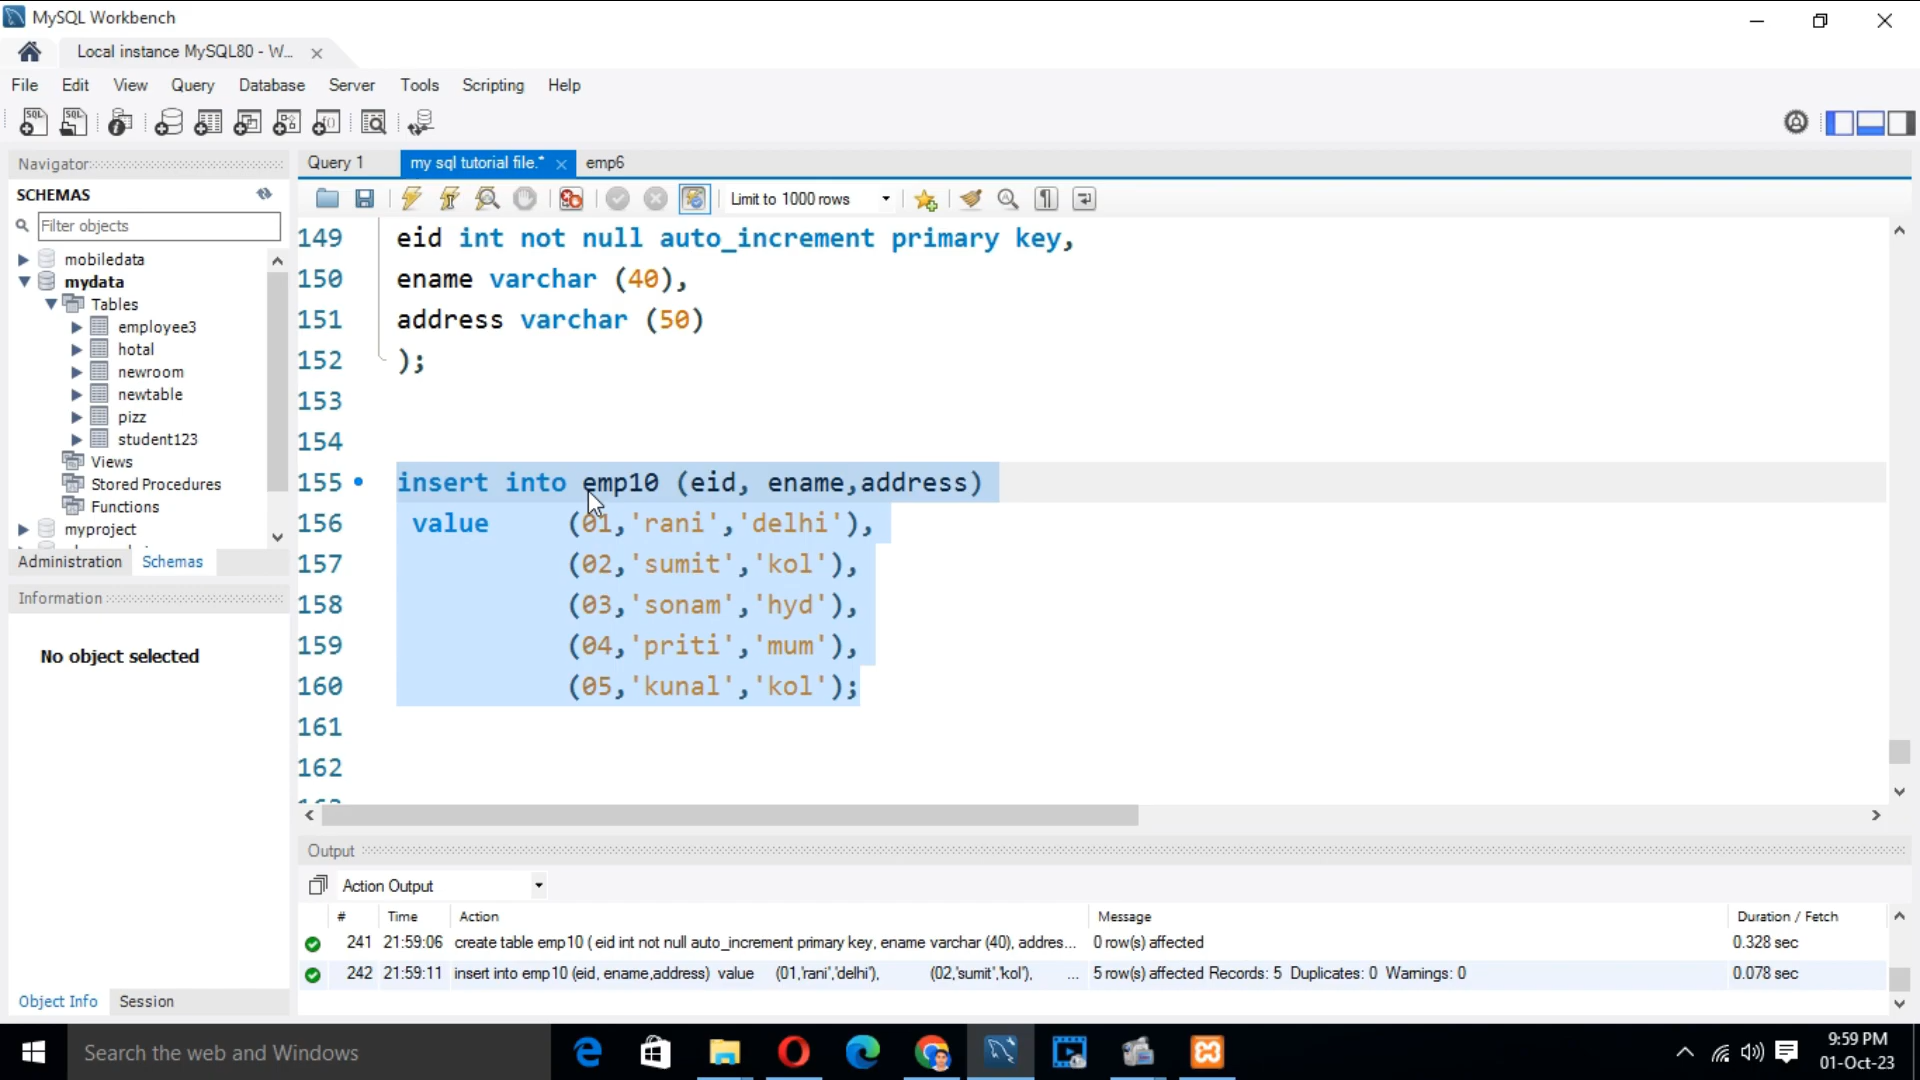 MySQL Workbench
Local instance MySQL80 - W...
File Edit View Query Database Server Tools Scripting Help
Navigator
SCHEMAS
Filter objects
mobiledata
mydata
Tables
employee3
hotal
newroom
newtable
pizz
student123
Views
Stored Procedures
Functions
myproject
Administration Schemas
Information
No object selected
Object Info Session
Query 1 my sql tutorial file.* emp6
Limit to 1000 rows
149 eid int not null auto_increment primary key,
150 ename varchar (40),
151 address varchar (50)
152 );
153
154
155 insert into emp10 (eid, ename,address)
156 value (01,'rani','delhi'),
157 (02,'sumit','kol'),
158 (03,'sonam','hyd'),
159 (04,'priti','mum'),
160 (05,'kunal','kol');
161
162
Output
Action Output
# Time Action Message Duration / Fetch
241 21:59:06 create table emp10 ( eid int not null auto_increment primary key, ename varchar (40), addres... 0 row(s) affected 0.328 sec
242 21:59:11 insert into emp10 (eid, ename,address) value (01,'rani','delhi'), (02,'sumit','kol'), ... 5 row(s) affected Records: 5 Duplicates: 0 Warnings: 0 0.078 sec
Search the web and Windows
9:59 PM
01-Oct-23